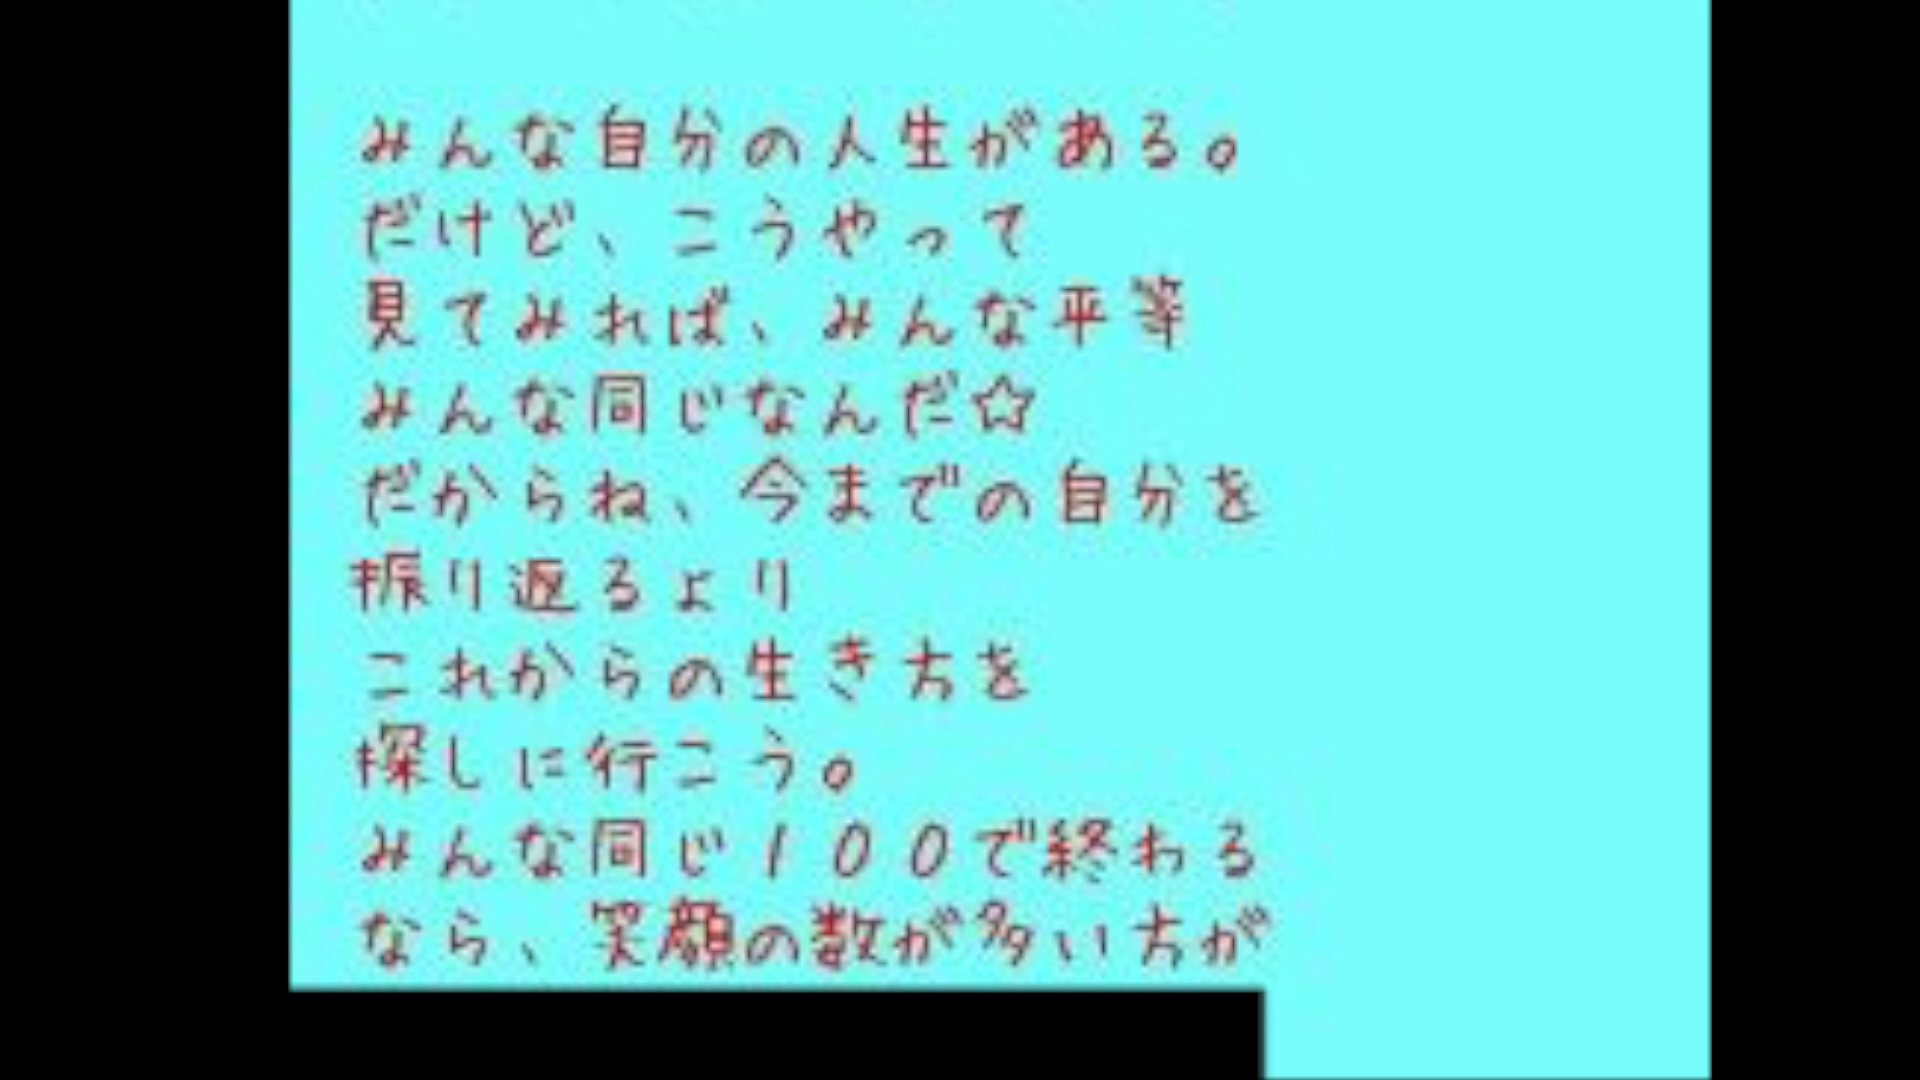 みんな自分の人生がある。
だけど、こうやって
見てみれば、みんな平等
みんな同じなんだ☆
だからね、今までの自分を
振り返るより
これからの生き方を
探しに行こう。
みんな同じ１００で終わる
なら、笑顔の数が多い方が